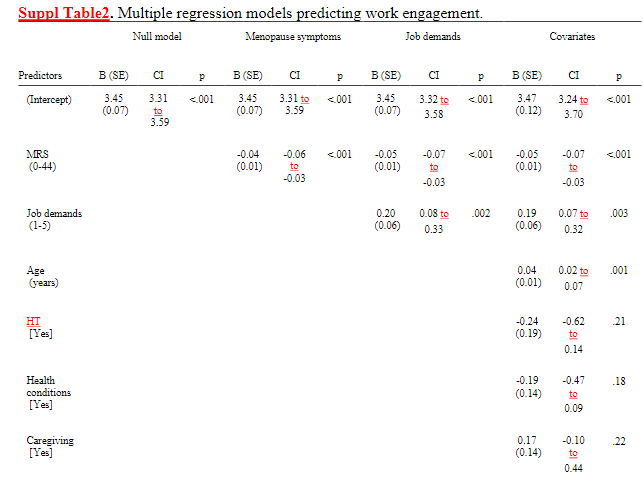 Suppl Table2. Multiple regression models predicting work engagement.
Null model Menopause symptoms Job demands Covariates
Predictors B (SE) CI p B (SE) CI p B (SE) CI p B (SE) CI p
(Intercept) 3.45 3.31 <.001 3.45 3.31 to <.001 3.45 3.32 to <.001 3.47 3.24 to <.001
(0.07) to (0.07) 3.59 (0.07) 3.58 (0.12) 3.70
3.59
MRS -0.04 -0.06 <.001 -0.05 -0.07 <.001 -0.05 -0.07 <.001
(0-44) (0.01) to (0.01) to (0.01) to
-0.03 -0.03 -0.03
Job demands 0.20 0.08 to .002 0.19 0.07 to .003
(1-5) (0.06) 0.33 (0.06) 0.32
Age 0.04 0.02 to .001
(years) (0.01) 0.07
HT -0.24 -0.62 .21
[Yes] (0.19) to
0.14
Health -0.19 -0.47 .18
conditions (0.14) to
[Yes] 0.09
Caregiving 0.17 -0.10 .22
[Yes] (0.14) to
0.44